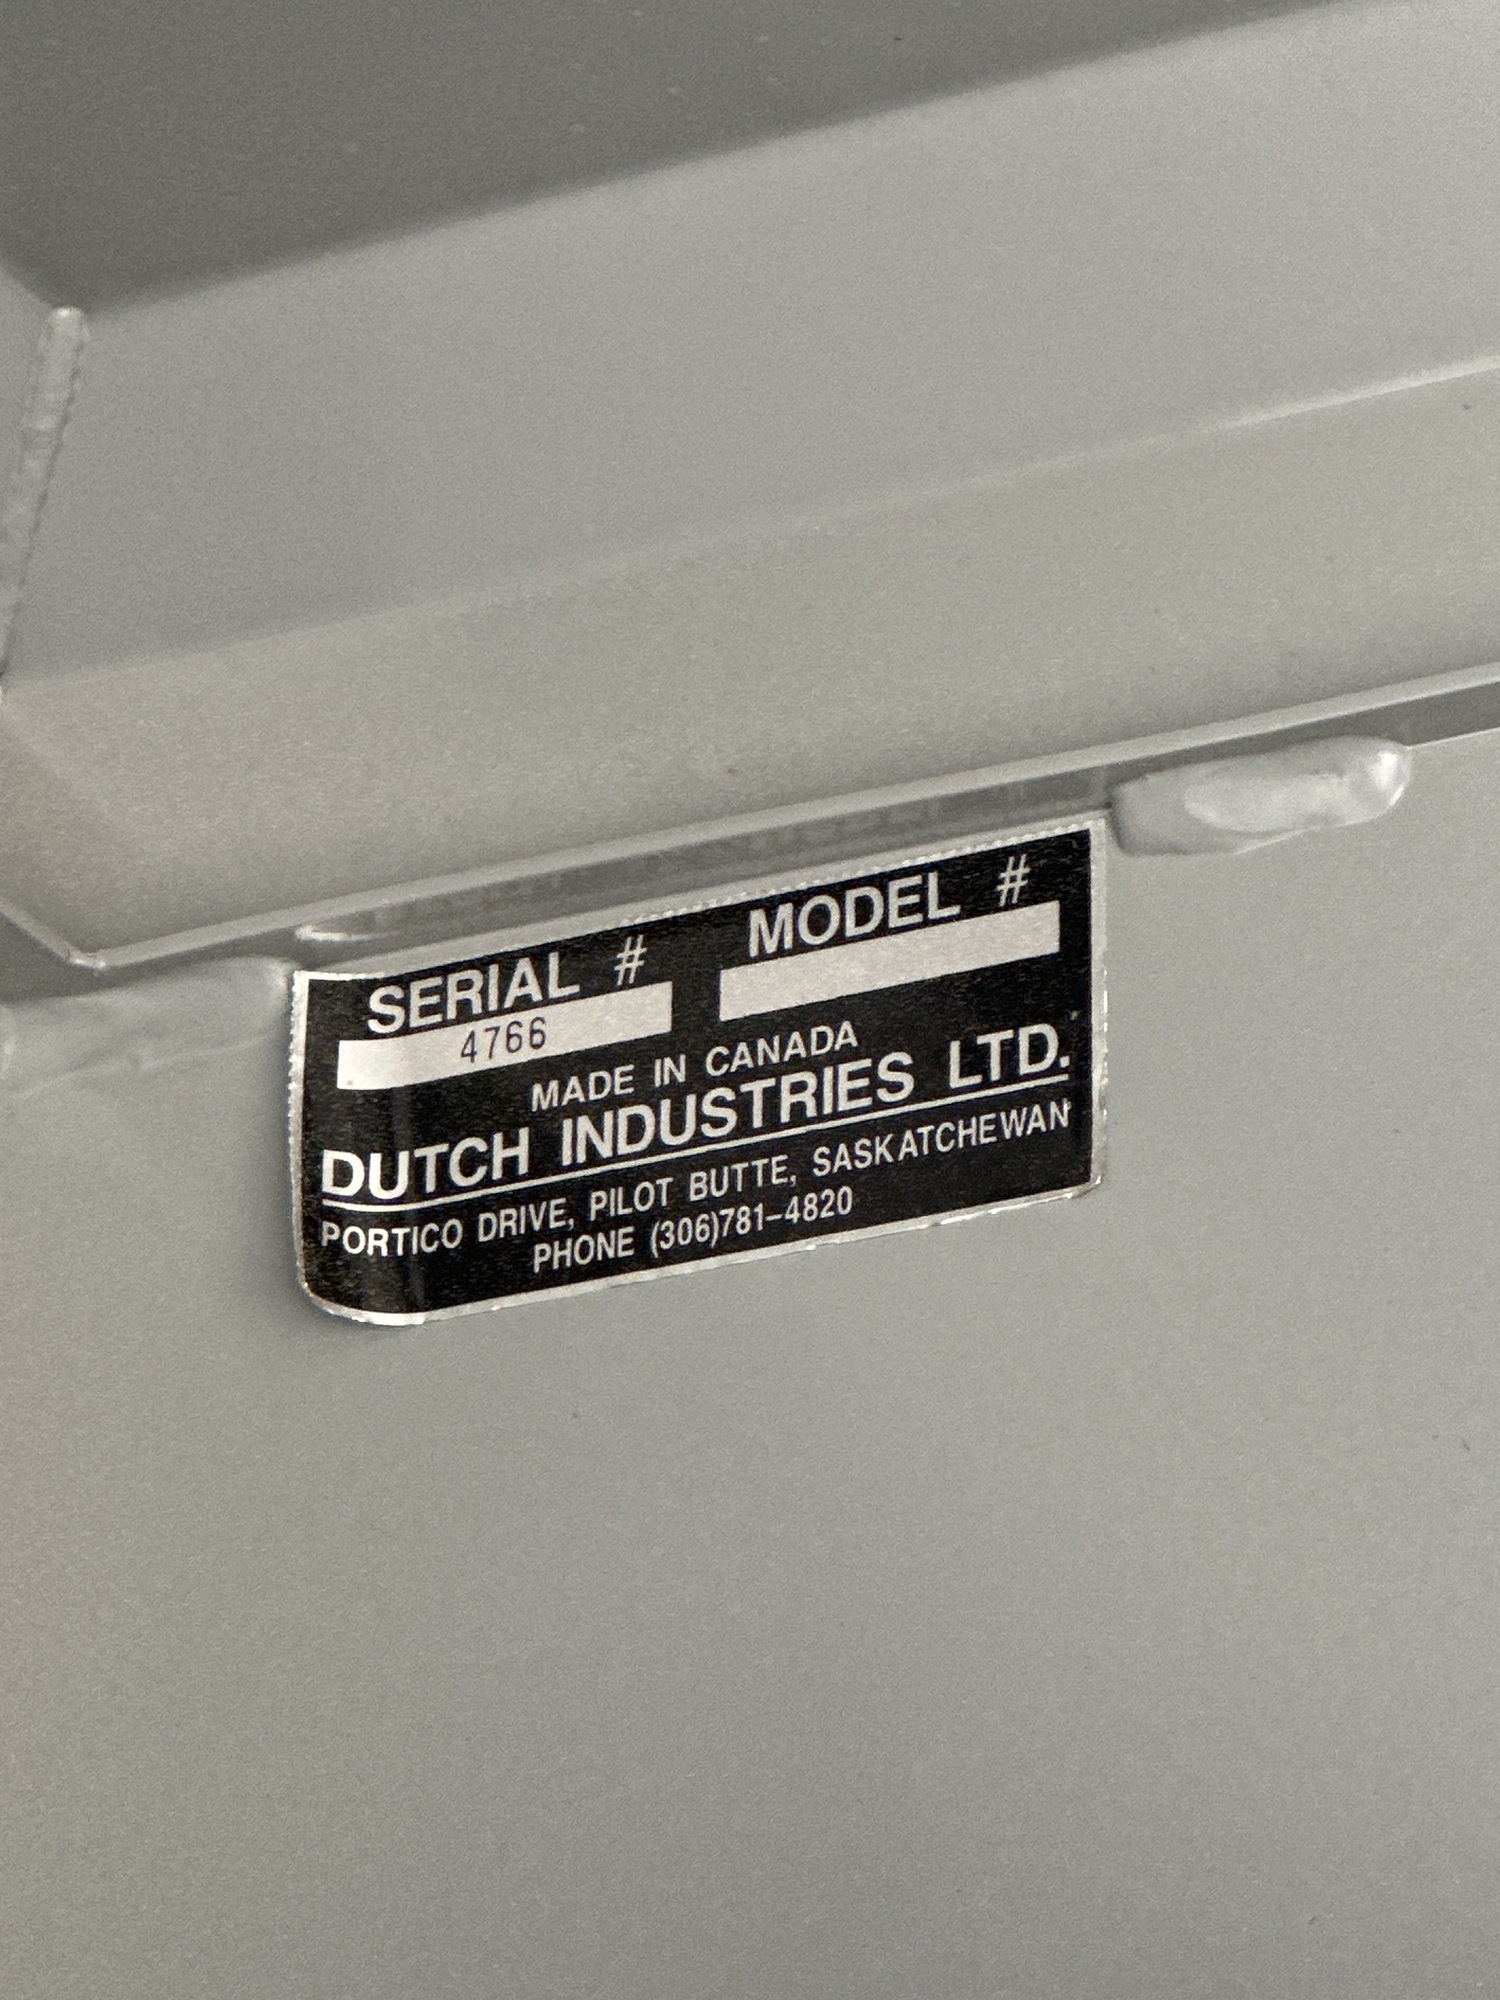 SERIAL # MODEL #
4766
MADE IN CANADA
DUTCH INDUSTRIES LTD.
PORTICO DRIVE, PILOT BUTTE, SASKATCHEWAN
PHONE (306)781-4820